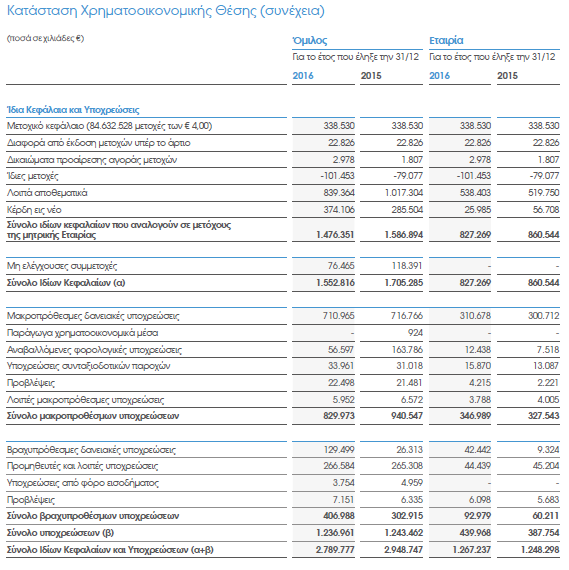 Κατάσταση Χρηματοοικονομικής Θέσης (συνέχεια)
(ποσά σε χιλιάδες €) Όμιλος Εταιρία
Για το έτος που έληξε την 31/12 Για το έτος που έληξε την 31/12
2016 2015 2016 2015
Ίδια Κεφάλαια και Υποχρεώσεις
Μετοχικό κεφάλαιο (84.632.528 μετοχές των € 4,00) 338.530 338.530 338.530 338.530
Διαφορά από έκδοση μετοχών υπέρ το άρτιο 22.826 22.826 22.826 22.826
Δικαιώματα προαίρεσης αγοράς μετοχών 2.978 1.807 2.978 1.807
Ίδιες μετοχές -101.453 -79.077 -101.453 -79.077
Λοιπά αποθεματικά 839.364 1.017.304 538.403 519.750
Κέρδη εις νέο 374.106 285.504 25.985 56.708
Σύνολο ιδίων κεφαλαίων που αναλογούν σε μετόχους
της μητρικής Εταιρίας 1.476.351 1.586.894 827.269 860.544
Μη ελέγχουσες συμμετοχές 76.465 118.391 - -
Σύνολο Ιδίων Κεφαλαίων (α) 1.552.816 1.705.285 827.269 860.544
Μακροπρόθεσμες δανειακές υποχρεώσεις 710.965 716.766 310.678 300.712
Παράγωγα χρηματοοικονομικά μέσα - 924 - -
Αναβαλλόμενες φορολογικές υποχρεώσεις 56.597 163.786 12.438 7.518
Υποχρεώσεις συνταξιοδοτικών παροχών 33.961 31.018 15.870 13.087
Προβλέψεις 22.498 21.481 4.215 2.221
Λοιπές μακροπρόθεσμες υποχρεώσεις 5.952 6.572 3.788 4.005
Σύνολο μακροπροθέσμων υποχρεώσεων 829.973 940.547 346.989 327.543
Βραχυπρόθεσμες δανειακές υποχρεώσεις 129.499 26.313 42.442 9.324
Προμηθευτές και λοιπές υποχρεώσεις 266.584 265.308 44.439 45.204
Υποχρεώσεις από φόρο εισοδήματος 3.754 4.959 - -
Προβλέψεις 7.151 6.335 6.098 5.683
Σύνολο βραχυπροθέσμων υποχρεώσεων 406.988 302.915 92.979 60.211
Σύνολο υποχρεώσεων (β) 1.236.961 1.243.462 439.968 387.754
Σύνολο Ιδίων Κεφαλαίων και Υποχρεώσεων (α+β) 2.789.777 2.948.747 1.267.237 1.248.298